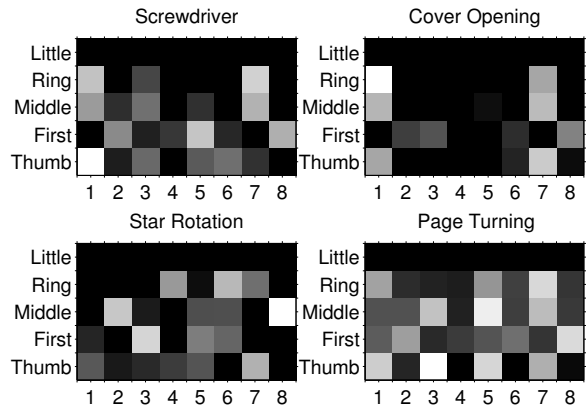 Screwdriver
Little
Ring
Middle
First
Thumb
1 2 3 4 5 6 7 8
Cover Opening
Little
Ring
Middle
First
Thumb
1 2 3 4 5 6 7 8
Star Rotation
Little
Ring
Middle
First
Thumb
1 2 3 4 5 6 7 8
Page Turning
Little
Ring
Middle
First
Thumb
1 2 3 4 5 6 7 8